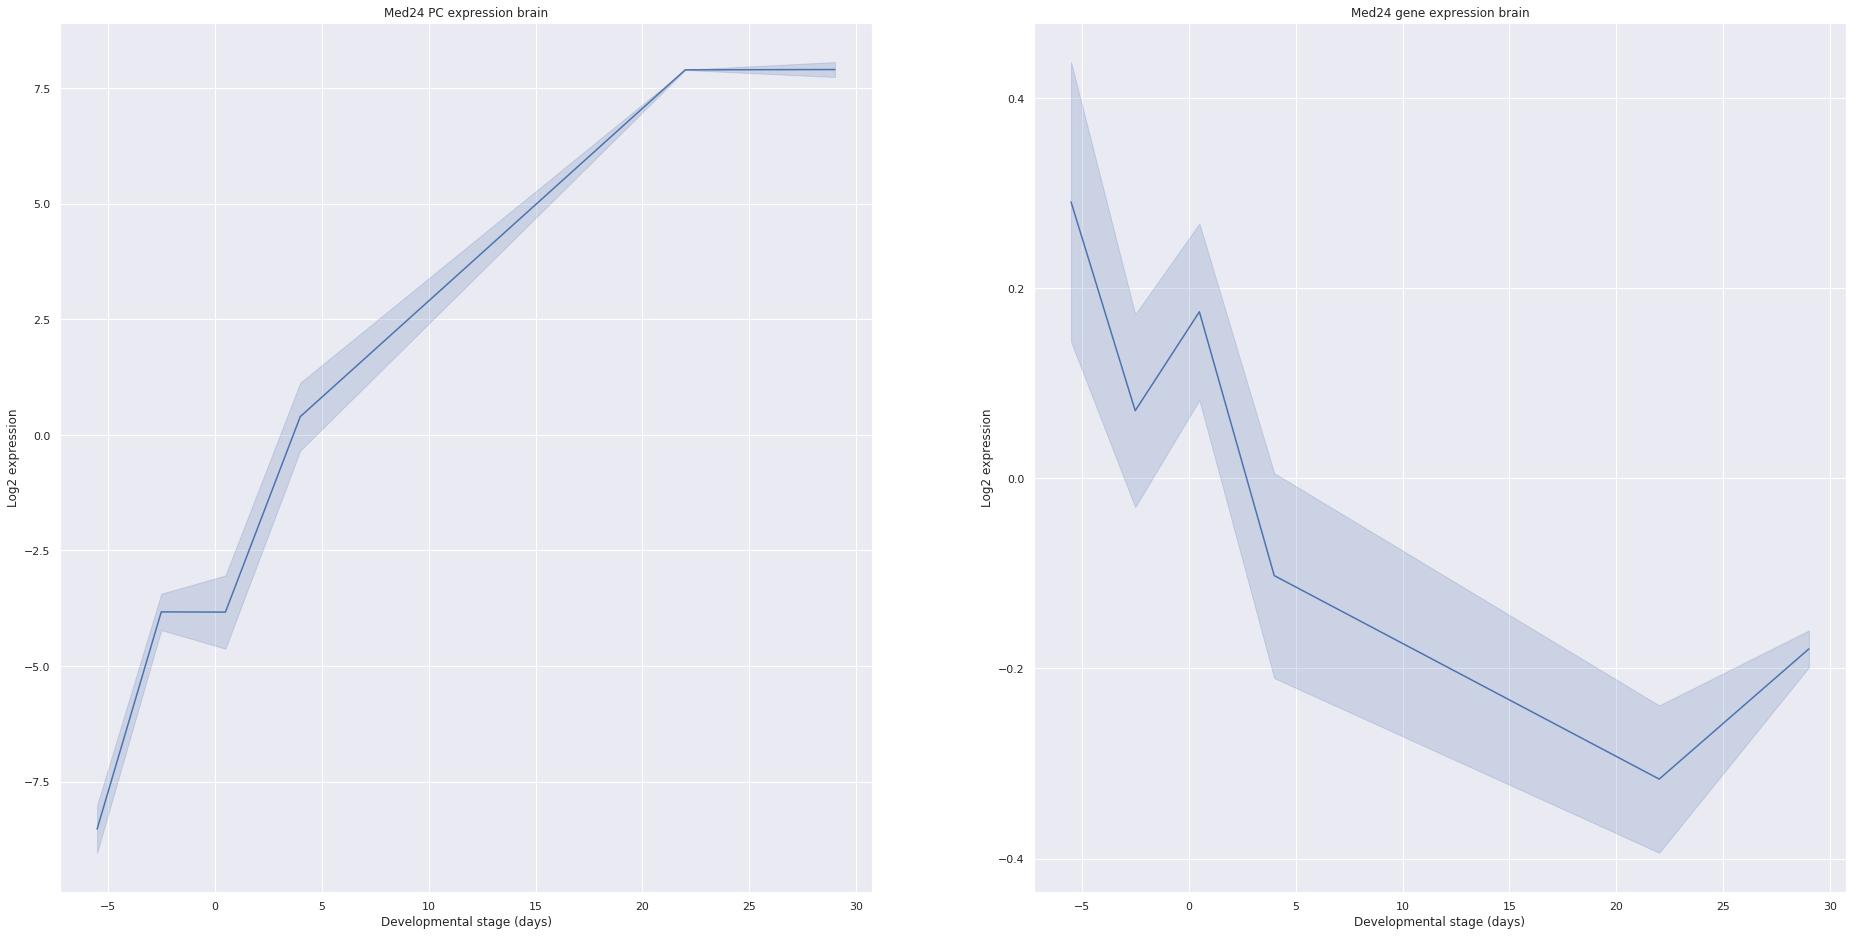 Med24 PC expression brain
Log2 expression
7.5
5.0
2.5
0.0
−2.5
−5.0
−7.5
−5 0 5 10 15 20 25 30
Developmental stage (days)
Med24 gene expression brain
Log2 expression
0.4
0.2
0.0
−0.2
−0.4
−5 0 5 10 15 20 25 30
Developmental stage (days)